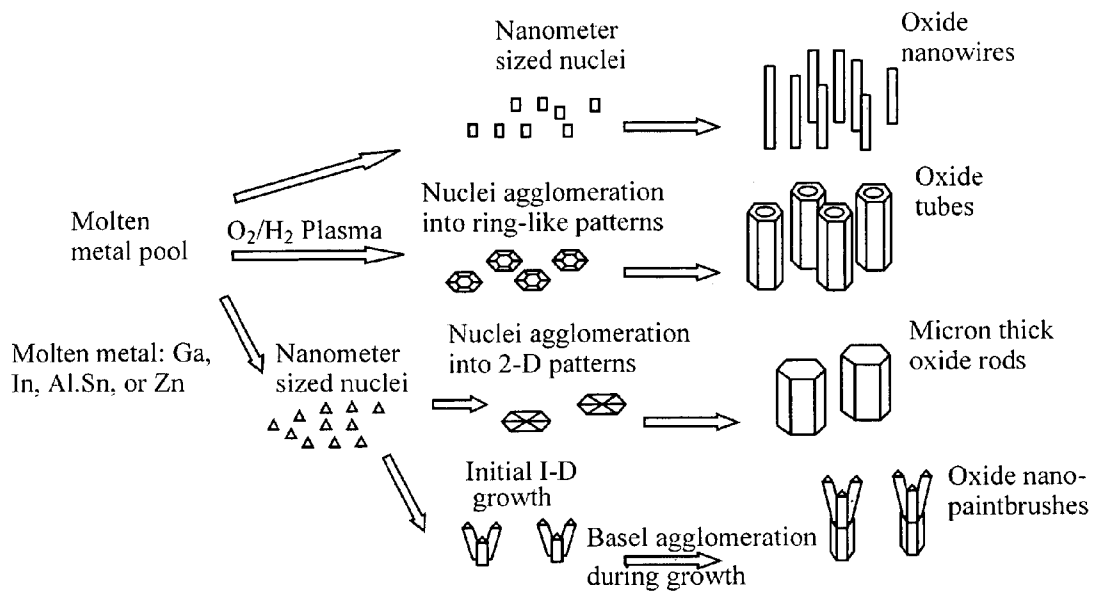 Nanometer
sized nuclei
Oxide
nanowires
Molten
metal pool
O₂/H₂ Plasma
Nuclei agglomeration
into ring-like patterns
Oxide
tubes
Molten metal: Ga,
In, Al.Sn, or Zn
Nanometer
sized nuclei
Nuclei agglomeration
into 2-D patterns
Micron thick
oxide rods
Initial I-D
growth
Basel agglomeration
during growth
Oxide nano-
paintbrushes